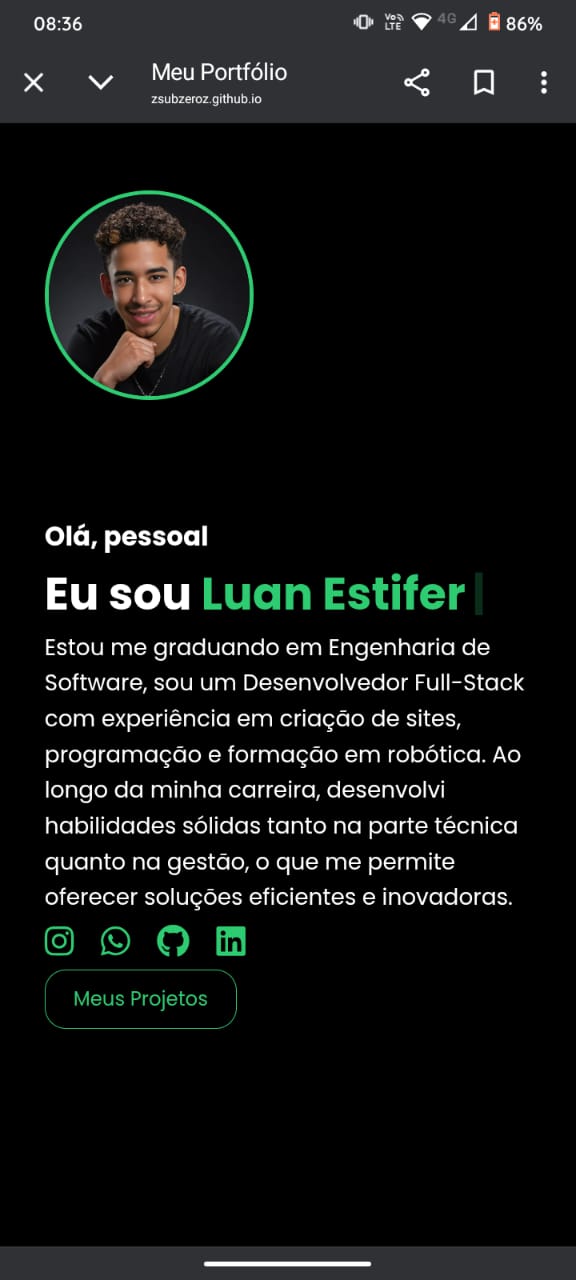 08:36
Vo LTE
4G
86%
Meu Portfólio
zsubzeroz.github.io
Olá, pessoal
Eu sou Luan Estifer
Estou me graduando em Engenharia de
Software, sou um Desenvolvedor Full-Stack
com experiência em criação de sites,
programação e formação em robótica. Ao
longo da minha carreira, desenvolvi
habilidades sólidas tanto na parte técnica
quanto na gestão, o que me permite
oferecer soluções eficientes e inovadoras.
in
Meus Projetos